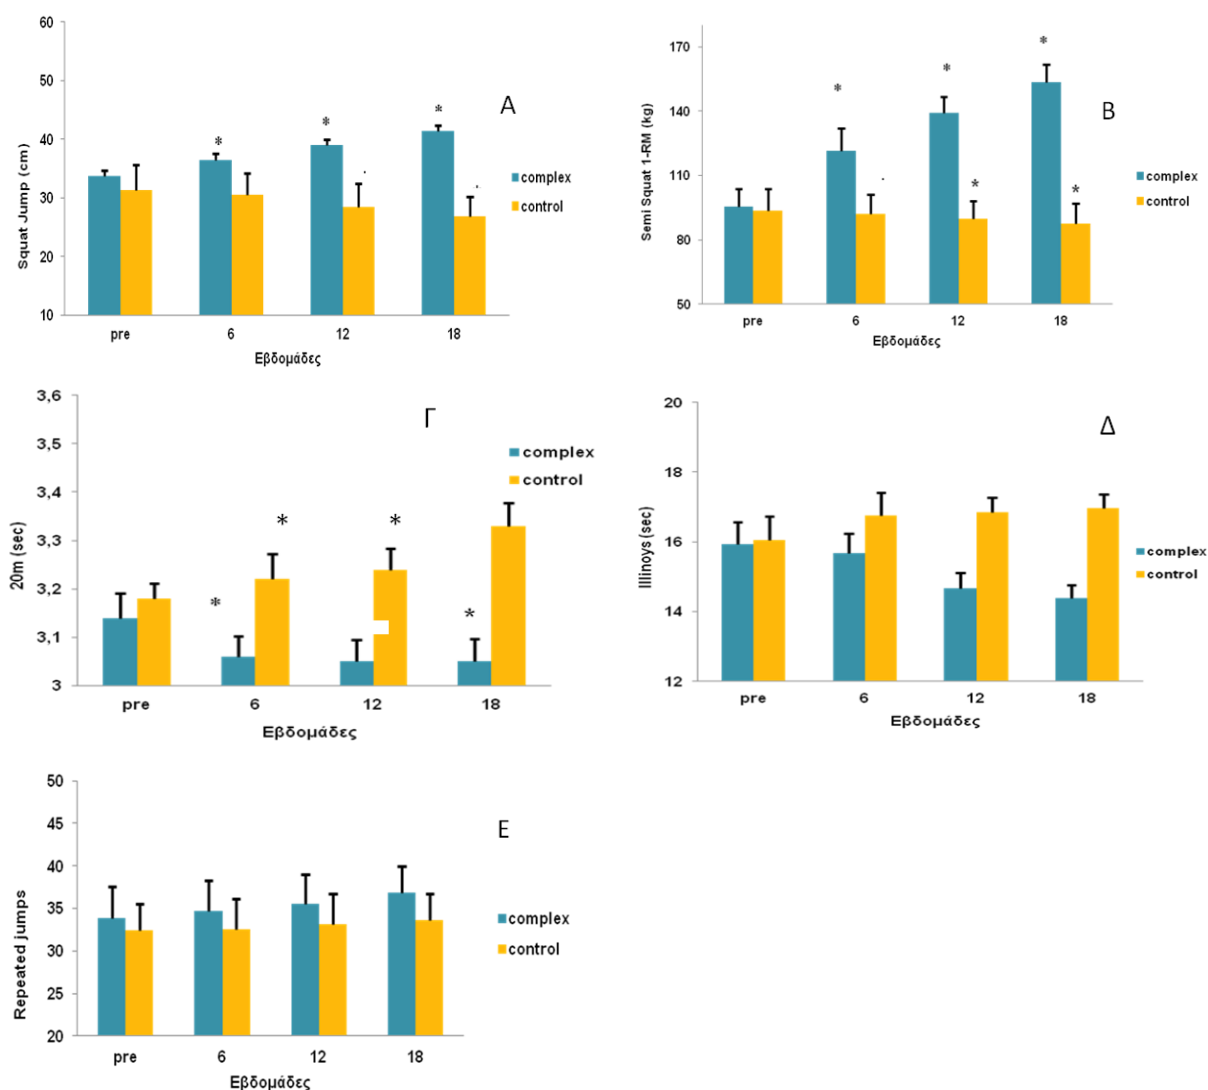 60
50
40
30
20
10
Squat Jump (cm)
* * *
A
complex
control
pre 6 12 18
Εβδομάδες
170
140
110
80
50
Semi Squat 1-RM (kg)
* * *
* *
B
complex
control
pre 6 12 18
Εβδομάδες
3,6
3,5
3,4
3,3
3,2
3,1
3
20m (sec)
* *
* *
Γ
complex
control
pre 6 12 18
Εβδομάδες
20
18
16
14
12
Illinoys (sec)
Δ
complex
control
pre 6 12 18
Εβδομάδες
50
45
40
35
30
25
20
Repeated jumps
E
complex
control
pre 6 12 18
Εβδομάδες